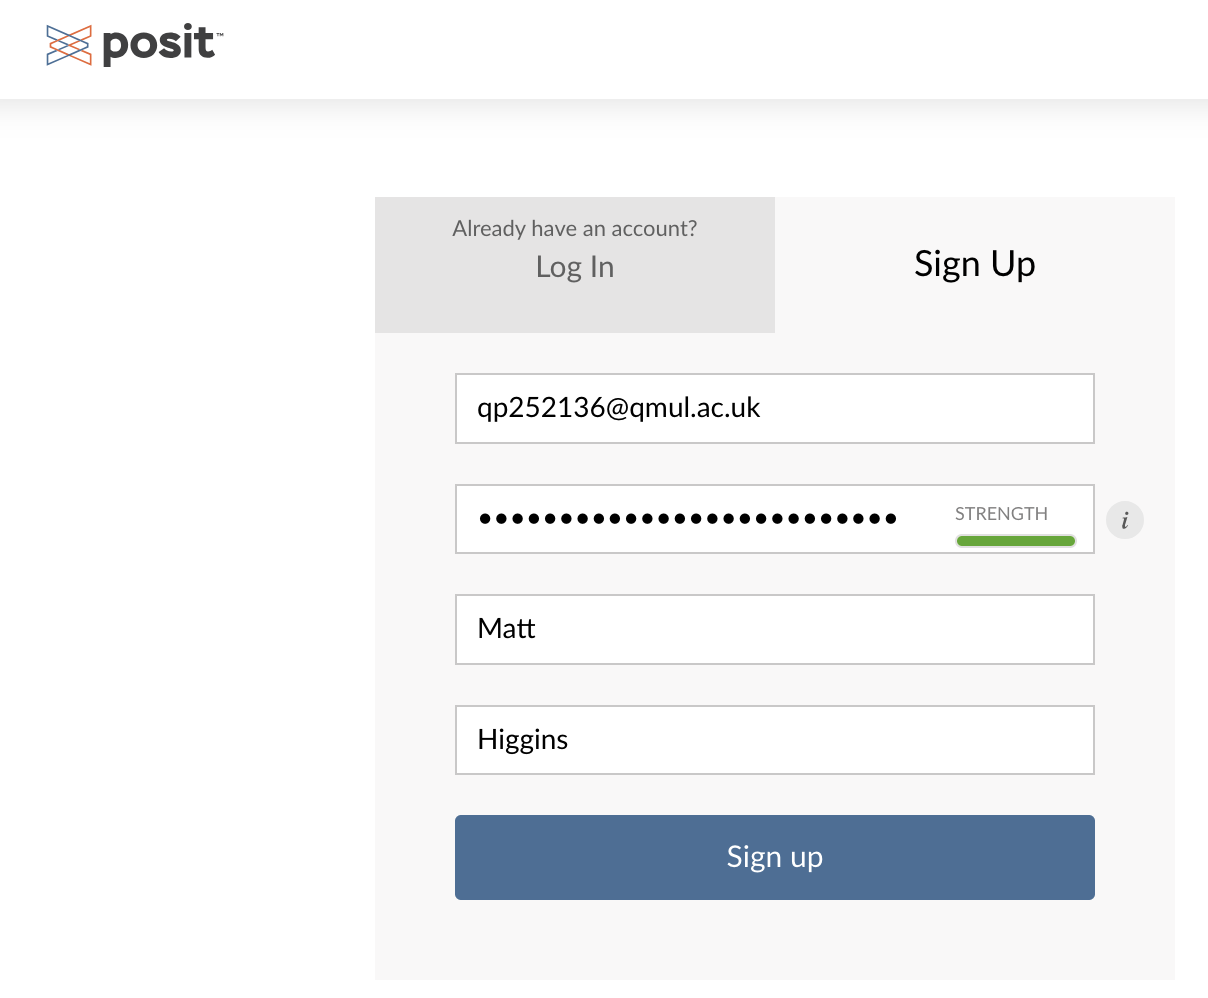 posit™
Already have an account?
Log In
Sign Up
qp252136@qmul.ac.uk
••••••••••••••••••••••••••
STRENGTH
i
Matt
Higgins
Sign up